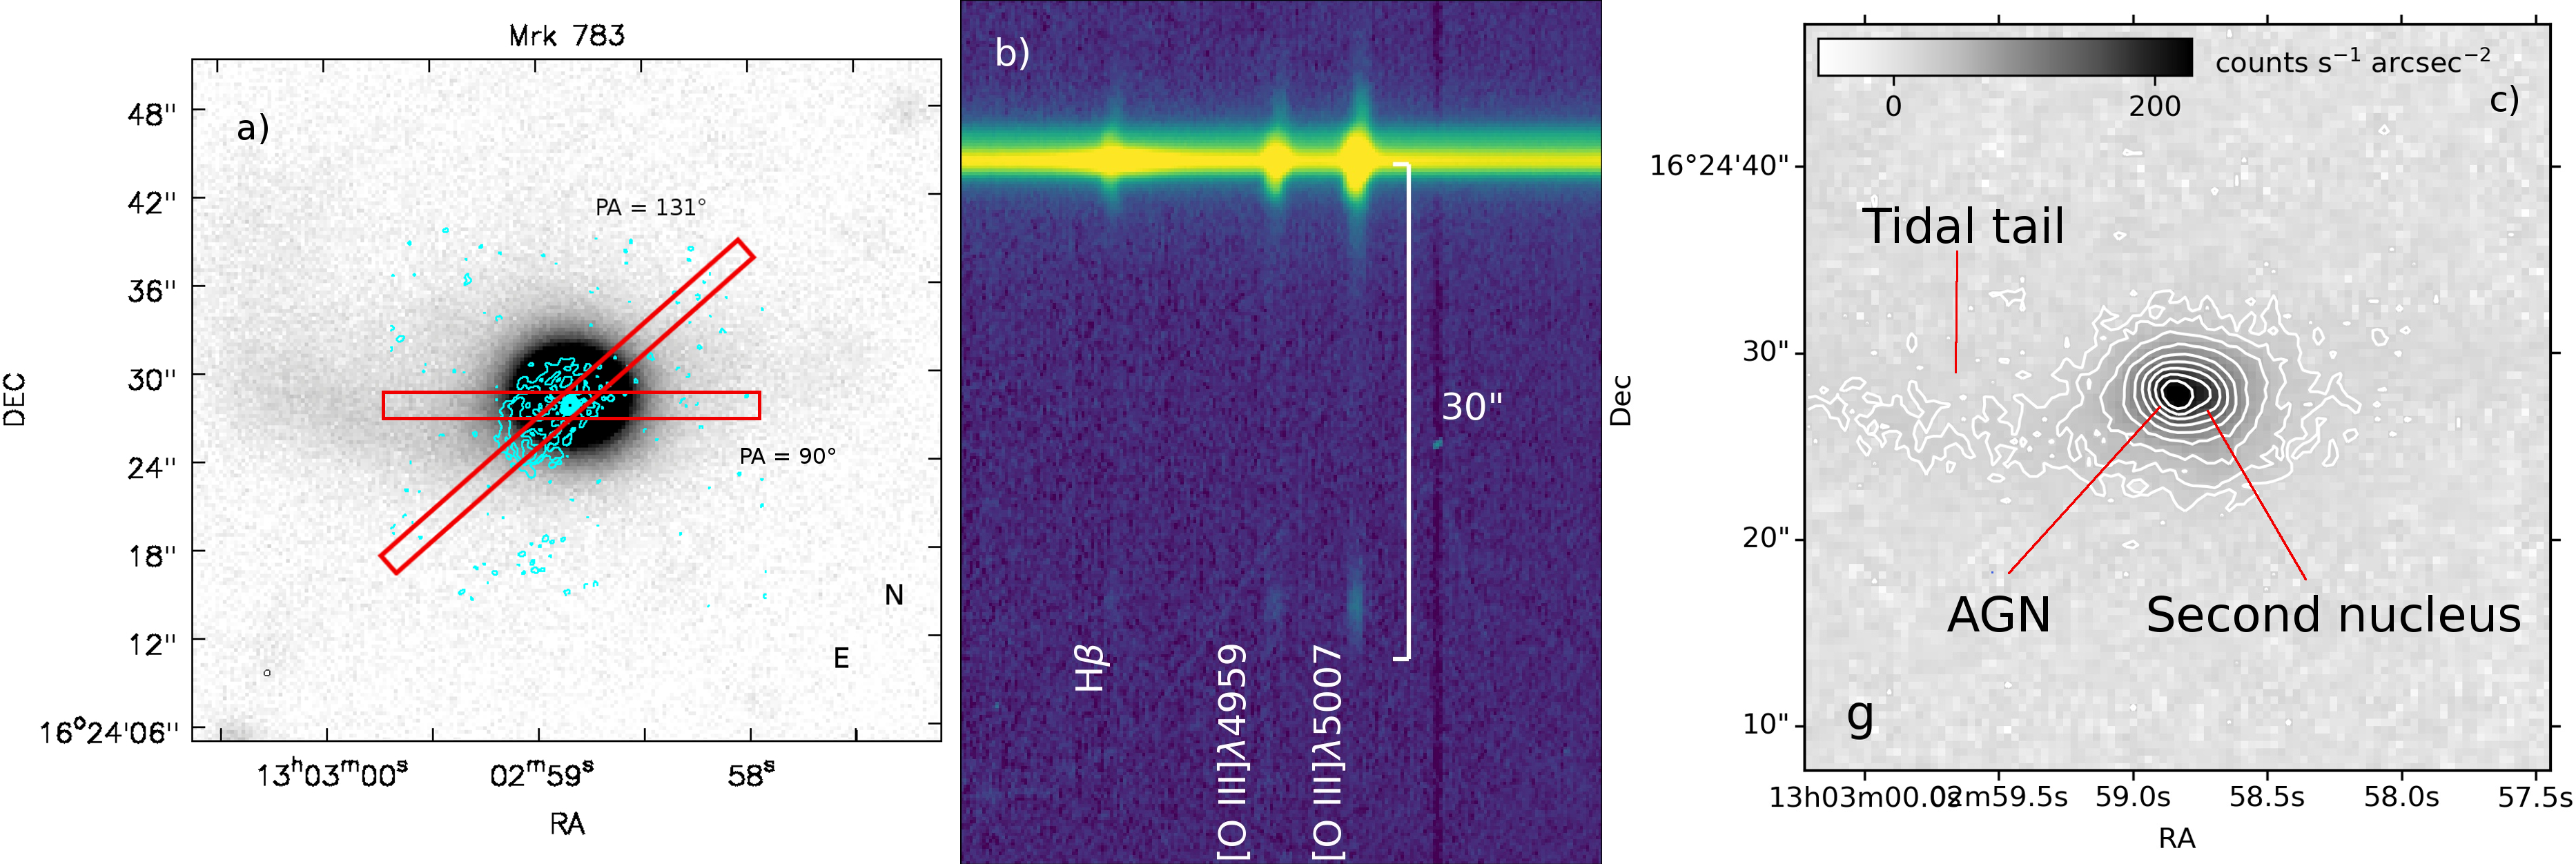 Mrk 783
a)
48"
42"
36"
30"
24"
18"
12"
16°24'06"
DEC
PA = 131°
PA = 90°
N
E
13ʰ03ᵐ00ˢ
02ᵐ59ˢ
58ˢ
RA
b)
30"
Hβ
[O III]λ4959
[O III]λ5007
c)
counts s⁻¹ arcsec⁻²
0
200
16°24'40"
30"
20"
10"
Dec
Tidal tail
AGN
Second nucleus
g
13h03m00.0s
02m59.5s
59.0s
58.5s
58.0s
57.5s
RA